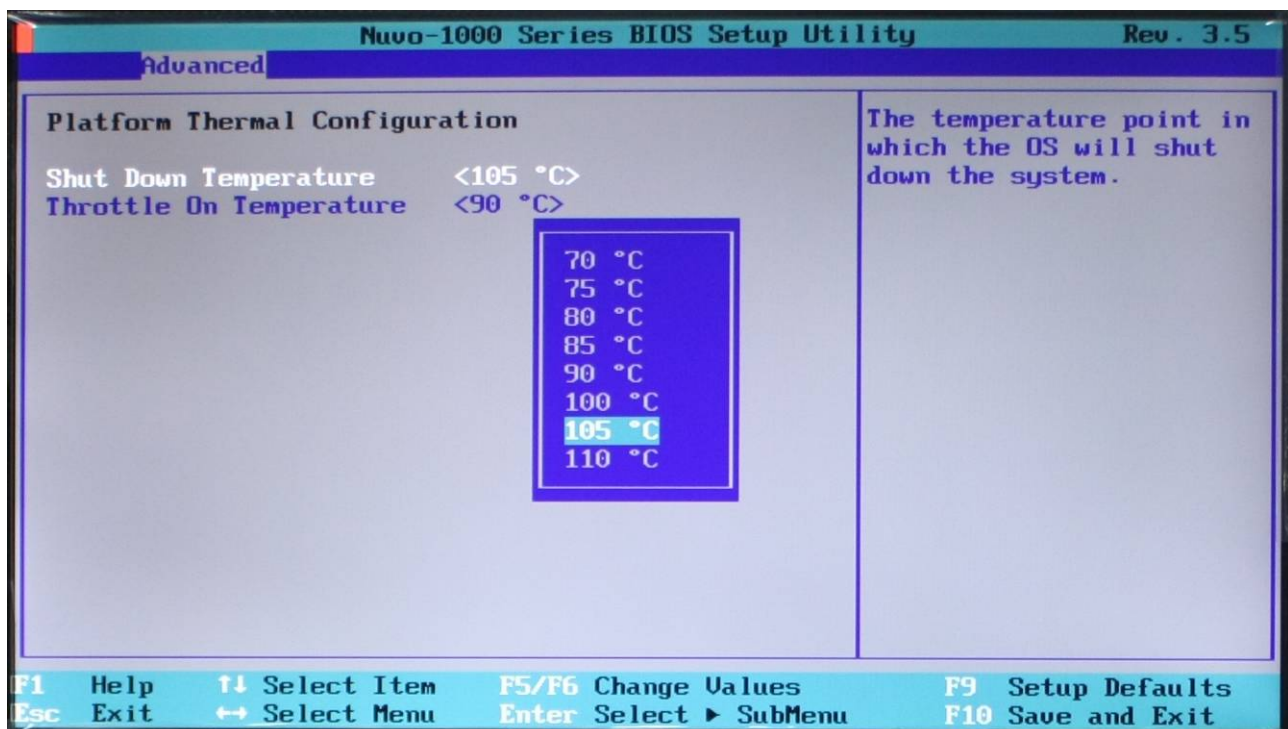 Nuvo-1000 Series BIOS Setup Utility Rev. 3.5
Advanced
Platform Thermal Configuration
Shut Down Temperature <105 °C>
Throttle On Temperature <90 °C>
70 °C
75 °C
80 °C
85 °C
90 °C
100 °C
105 °C
110 °C
The temperature point in
which the OS will shut
down the system.
F1 Help ↑↓ Select Item F5/F6 Change Values F9 Setup Defaults
Esc Exit ↔ Select Menu Enter Select ▶ SubMenu F10 Save and Exit